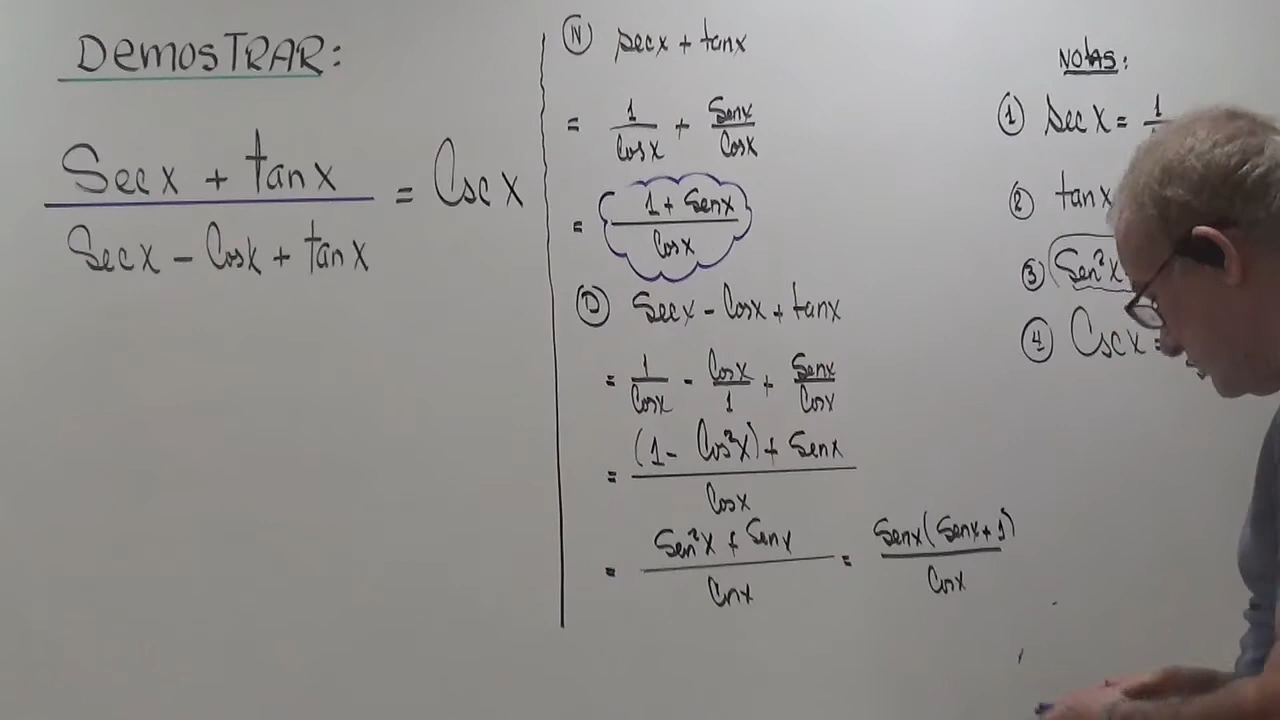 DemosTRAR:
Secx + tanx
Secx - Cosx + tanx
= Cscx
N secx + tanx
= 1/Cosx + Senx/Cosx
= 1 + Senx
Cosx
D Secx - Cosx + tanx
= 1/Cosx - Cosx/1 + Senx/Cosx
= (1 - Cos²x) + Senx
Cosx
= Sen²x + Senx / Cosx = Senx(Senx+1) / Cosx
NOTAS:
1 Sec x = 1
2 tanx
3 Sen²x
4 Csc x =